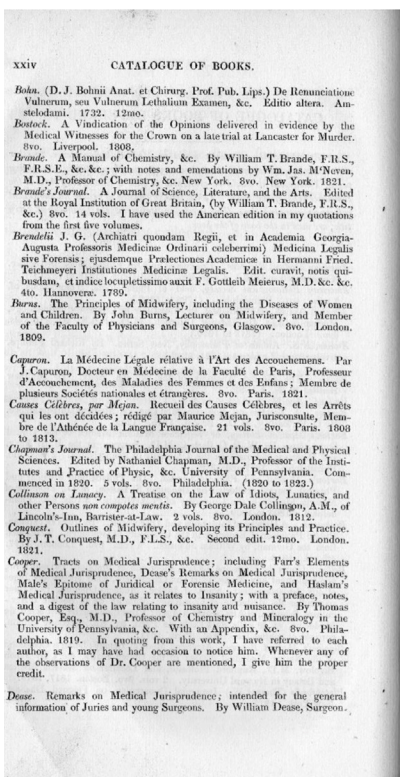 xxiv CATALOGUE OF BOOKS.
Bohn. (D. J. Bohnii Anat. et Chirurg. Prof. Pub. Lips.) De Renunciatione
Vulnerum, seu Vulnerum Lethalium Examen, &c. Editio altera. Am-
stelodami. 1732. 12mo.
Bostock. A Vindication of the Opinions delivered in evidence by the
Medical Witnesses for the Crown on a late trial at Lancaster for Murder.
8vo. Liverpool. 1808.
Brande. A Manual of Chemistry, &c. By William T. Brande, F.R.S.,
F.R.S.E., &c. &c.; with notes and emendations by Wm. Jas. M'Neven,
M.D., Professor of Chemistry, &c. New York. 8vo. New York. 1821.
Brande's Journal. A Journal of Science, Literature, and the Arts. Edited
at the Royal Institution of Great Britain, (by William T. Brande, F.R.S.,
&c.) 8vo. 14 vols. I have used the American edition in my quotations
from the first five volumes.
Brendelii J. G. (Archiatri quondam Regii, et in Academia Georgia-
Augusta Professoris Medicinæ Ordinarii celeberrimi) Medicina Legalis
sive Forensis; ejusdemque Prælectiones Academicæ in Hermanni Fried.
Teichmeyeri Institutiones Medicinæ Legalis. Edit. curavit, notis qui-
busdam, et indice locupletissimo auxit F. Gottleib Meierus, M.D. &c. &c.
4to. Hannoveræ. 1789.
Burns. The Principles of Midwifery, including the Diseases of Women
and Children. By John Burns, Lecturer on Midwifery, and Member
of the Faculty of Physicians and Surgeons, Glasgow. 8vo. London.
1809.
Capuron. La Médecine Légale rélative à l'Art des Accouchemens. Par
J. Capuron, Docteur en Médecine de la Faculté de Paris, Professeur
d'Accouchement, des Maladies des Femmes et des Enfans; Membre de
plusieurs Sociétés nationales et étrangères. 8vo. Paris. 1821.
Causes Célèbres, par Mejan. Recueil des Causes Célèbres, et les Arrêts
qui les ont décidées; rédigé par Maurice Mejan, Jurisconsulte, Mem-
bre de l'Athénée de la Langue Française. 21 vols. 8vo. Paris. 1808
to 1813.
Chapman's Journal. The Philadelphia Journal of the Medical and Physical
Sciences. Edited by Nathaniel Chapman, M.D., Professor of the Insti-
tutes and Practice of Physic, &c. University of Pennsylvania. Com-
menced in 1820. 5 vols. 8vo. Philadelphia. (1820 to 1823.)
Collinson on Lunacy. A Treatise on the Law of Idiots, Lunatics, and
other Persons non compotes mentis. By George Dale Collinson, A.M., of
Lincoln's-Inn, Barrister-at-Law. 2 vols. 8vo. London. 1812.
Conquest. Outlines of Midwifery, developing its Principles and Practice.
By J. T. Conquest, M.D., F.L.S., &c. Second edit. 12mo. London.
1821.
Cooper. Tracts on Medical Jurisprudence; including Farr's Elements
of Medical Jurisprudence, Dease's Remarks on Medical Jurisprudence,
Male's Epitome of Juridical or Forensic Medicine, and Haslam's
Medical Jurisprudence, as it relates to Insanity; with a preface, notes,
and a digest of the law relating to insanity and nuisance. By Thomas
Cooper, Esq., M.D., Professor of Chemistry and Mineralogy in the
University of Pennsylvania, &c. With an Appendix, &c. 8vo. Phila-
delphia. 1819. In quoting from this work, I have referred to each
author, as I may have had occasion to notice him. Whenever any of
the observations of Dr. Cooper are mentioned, I give him the proper
credit.
Dease. Remarks on Medical Jurisprudence; intended for the general
information of Juries and young Surgeons. By William Dease, Surgeon.